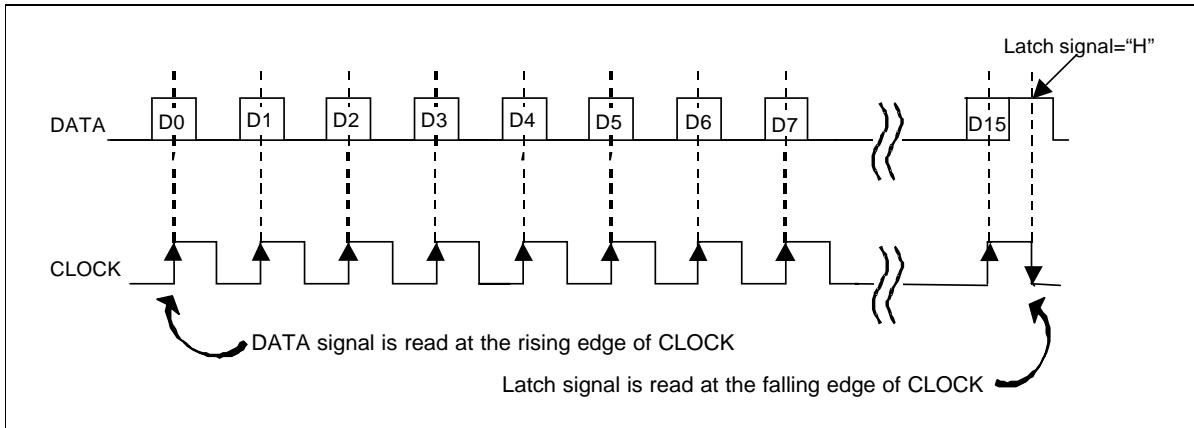 Latch signal="H"
DATA D0 D1 D2 D3 D4 D5 D6 D7 D15
CLOCK
DATA signal is read at the rising edge of CLOCK
Latch signal is read at the falling edge of CLOCK